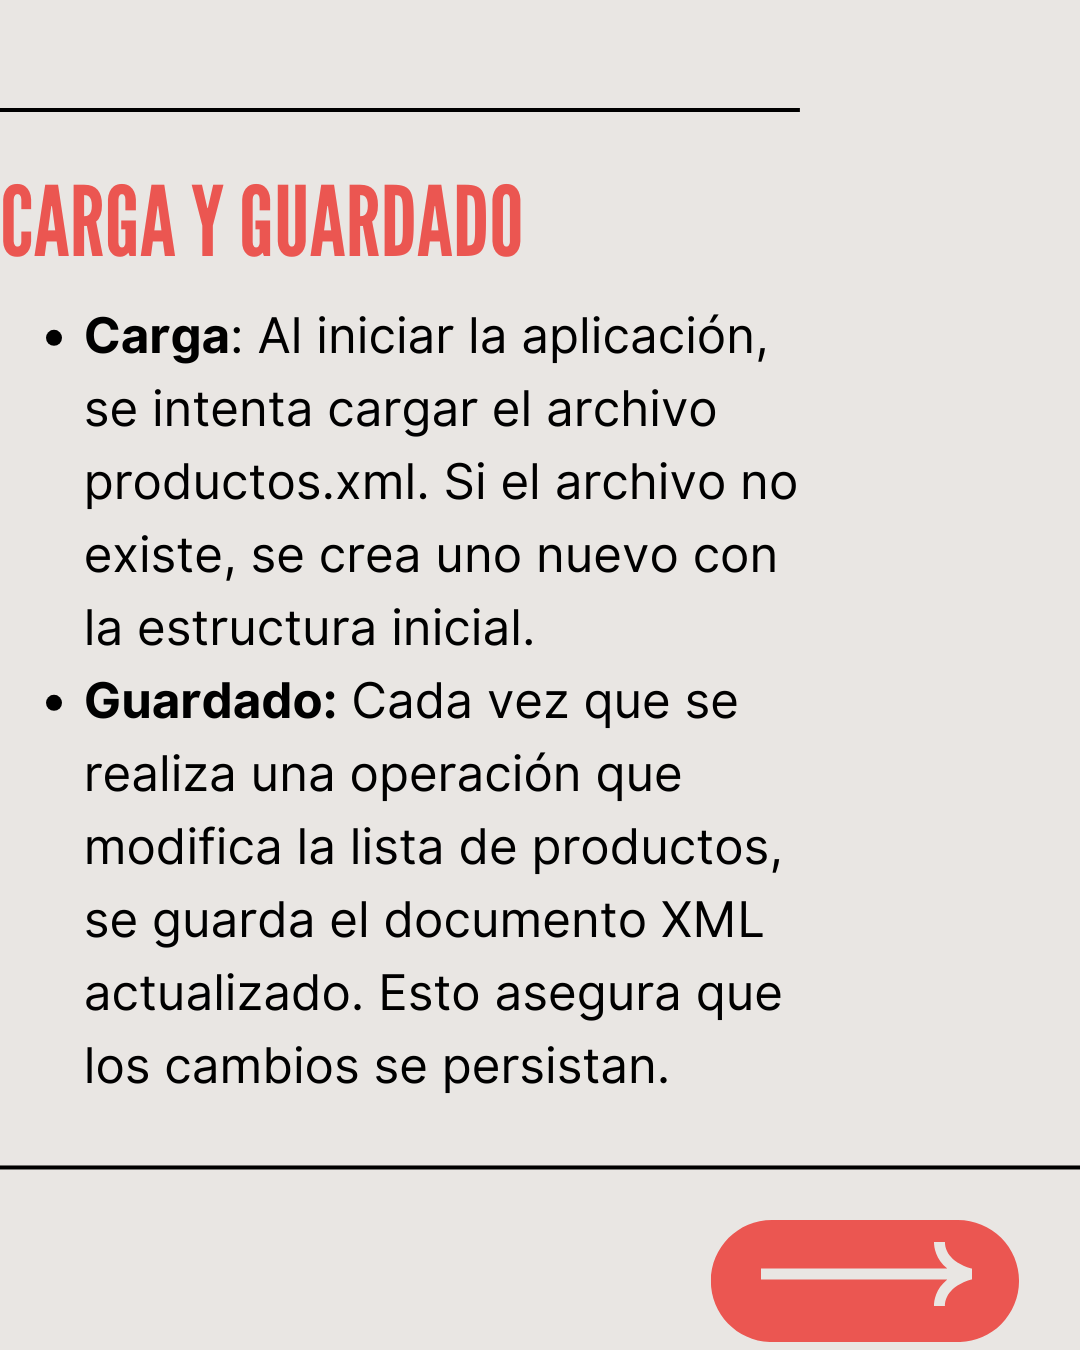 CARGA Y GUARDADO
• Carga: Al iniciar la aplicación,
se intenta cargar el archivo
productos.xml. Si el archivo no
existe, se crea uno nuevo con
la estructura inicial.
• Guardado: Cada vez que se
realiza una operación que
modifica la lista de productos,
se guarda el documento XML
actualizado. Esto asegura que
los cambios se persistan.